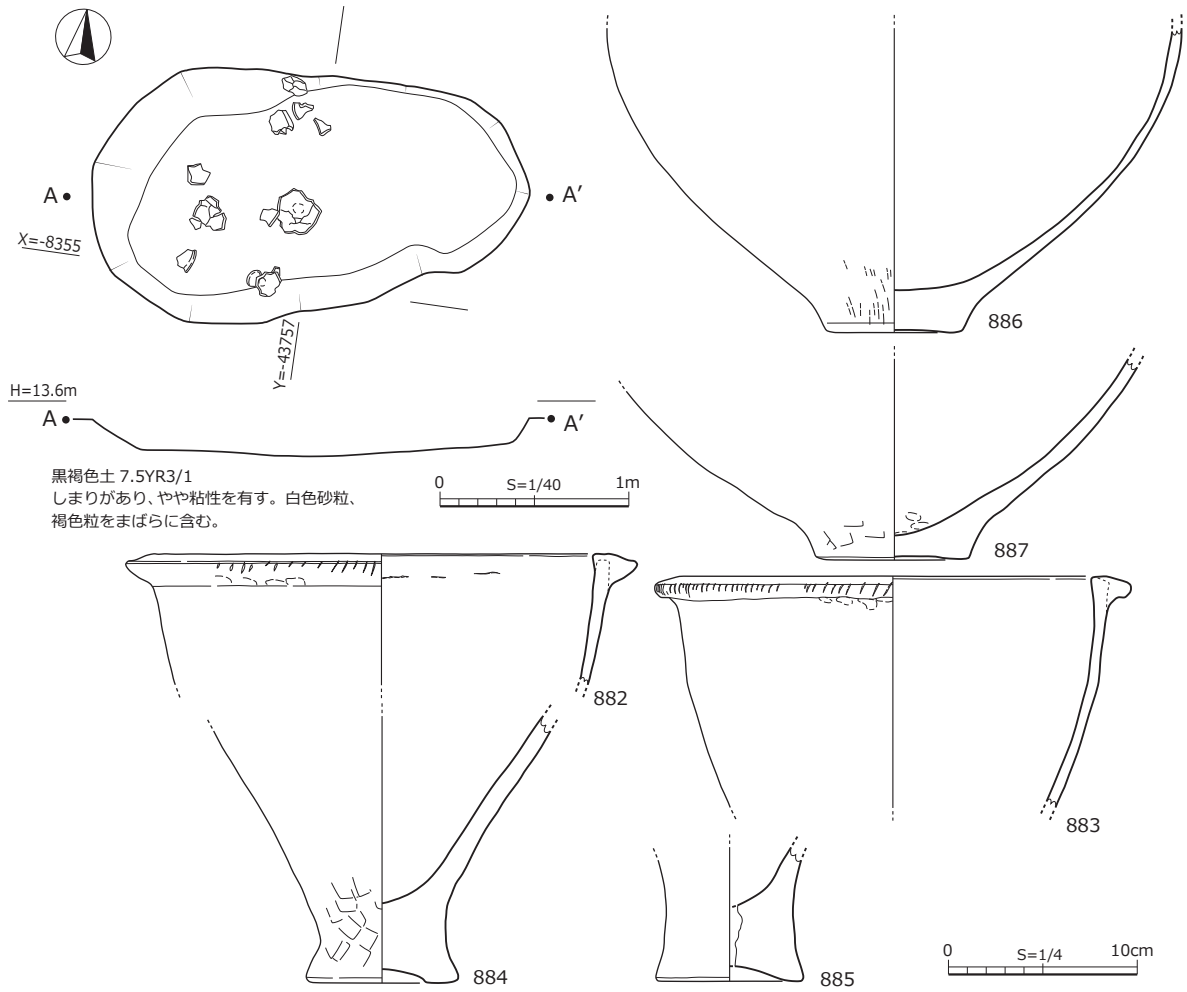 A A'
X=-8355
Y=-43757
H=13.6m
A A'
黒褐色土 7.5YR3/1
しまりがあり、やや粘性を有す。白色砂粒、
褐色粒をまばらに含む。
0 S=1/40 1m
886
887
882
883
884
885
0 S=1/4 10cm